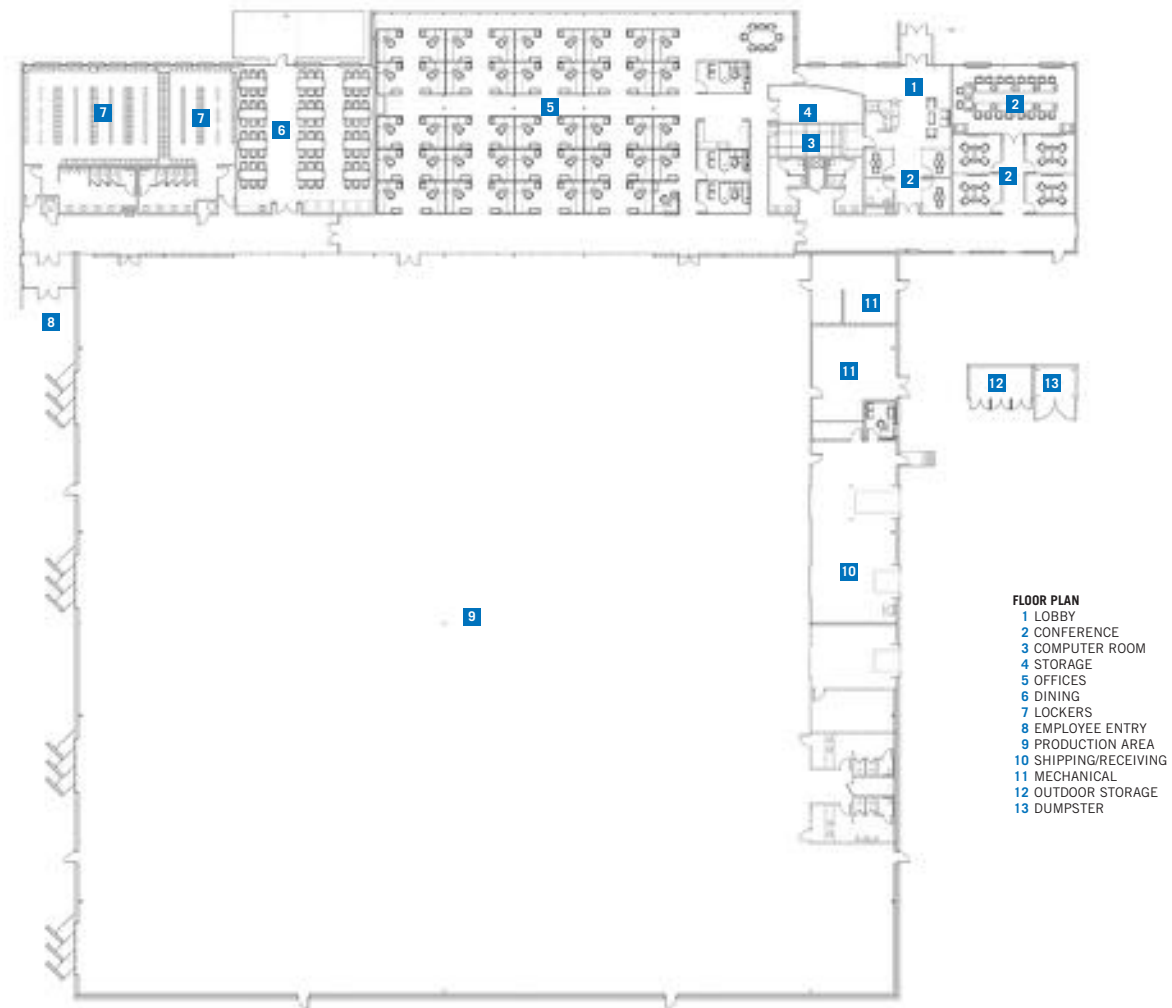 1
7
7
6
5
4
2
3
2
2
11
8
11
12
13
10
9
FLOOR PLAN
1 LOBBY
2 CONFERENCE
3 COMPUTER ROOM
4 STORAGE
5 OFFICES
6 DINING
7 LOCKERS
8 EMPLOYEE ENTRY
9 PRODUCTION AREA
10 SHIPPING/RECEIVING
11 MECHANICAL
12 OUTDOOR STORAGE
13 DUMPSTER